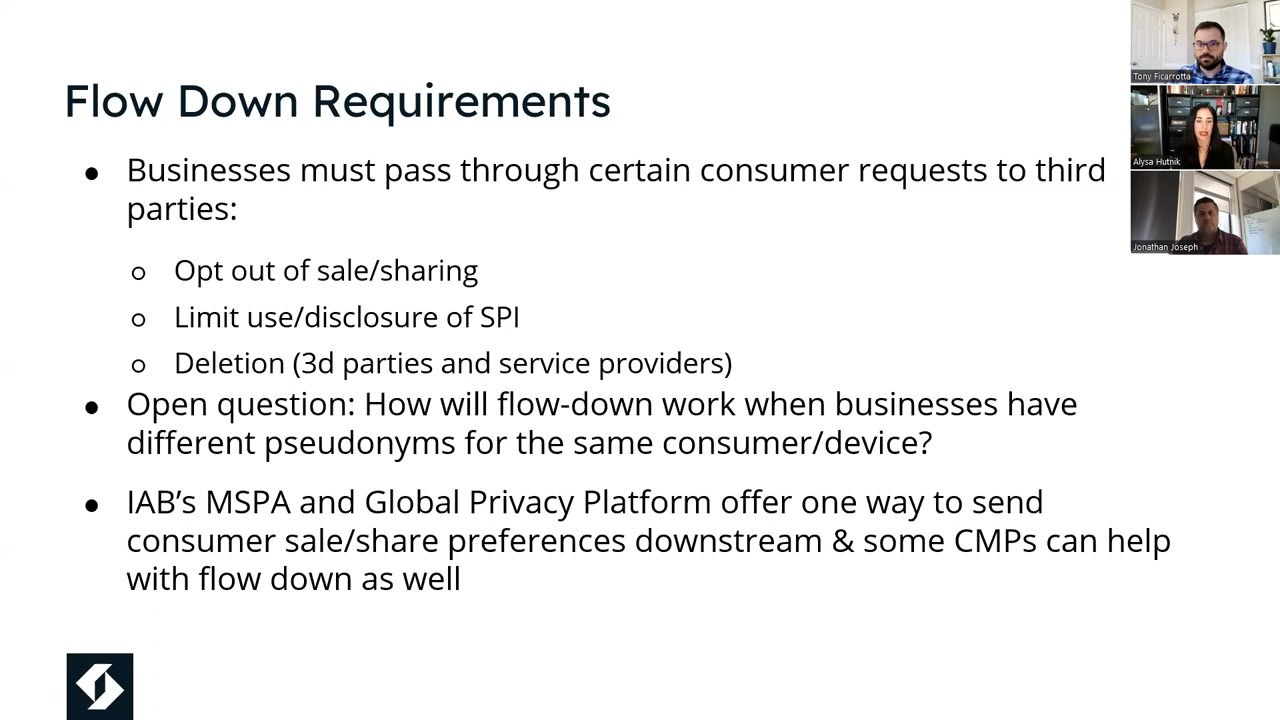 Flow Down Requirements
● Businesses must pass through certain consumer requests to third
parties:
○ Opt out of sale/sharing
○ Limit use/disclosure of SPI
○ Deletion (3d parties and service providers)
● Open question: How will flow-down work when businesses have
different pseudonyms for the same consumer/device?
● IAB’s MSPA and Global Privacy Platform offer one way to send
consumer sale/share preferences downstream & some CMPs can help
with flow down as well
Tony Ficarrotta
Alysa Hutnik
Jonathan Joseph